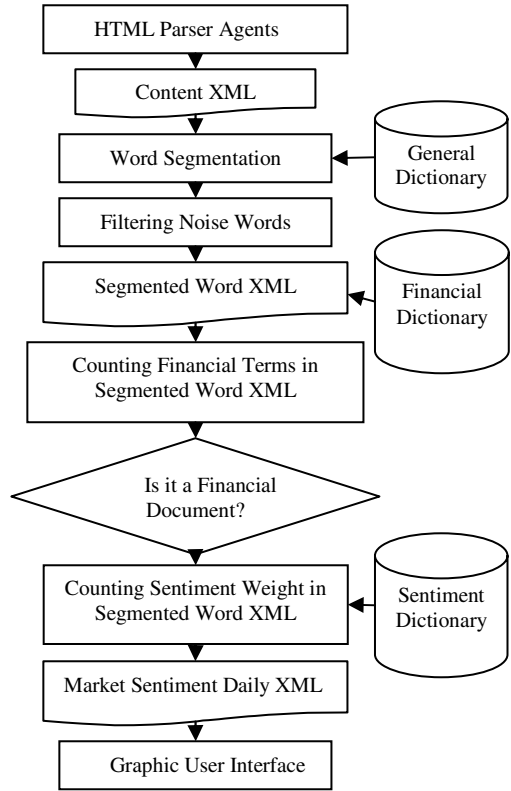 HTML Parser Agents
Content XML
Word Segmentation
General
Dictionary
Filtering Noise Words
Segmented Word XML
Financial
Dictionary
Counting Financial Terms in
Segmented Word XML
Is it a Financial
Document?
Counting Sentiment Weight in
Segmented Word XML
Sentiment
Dictionary
Market Sentiment Daily XML
Graphic User Interface